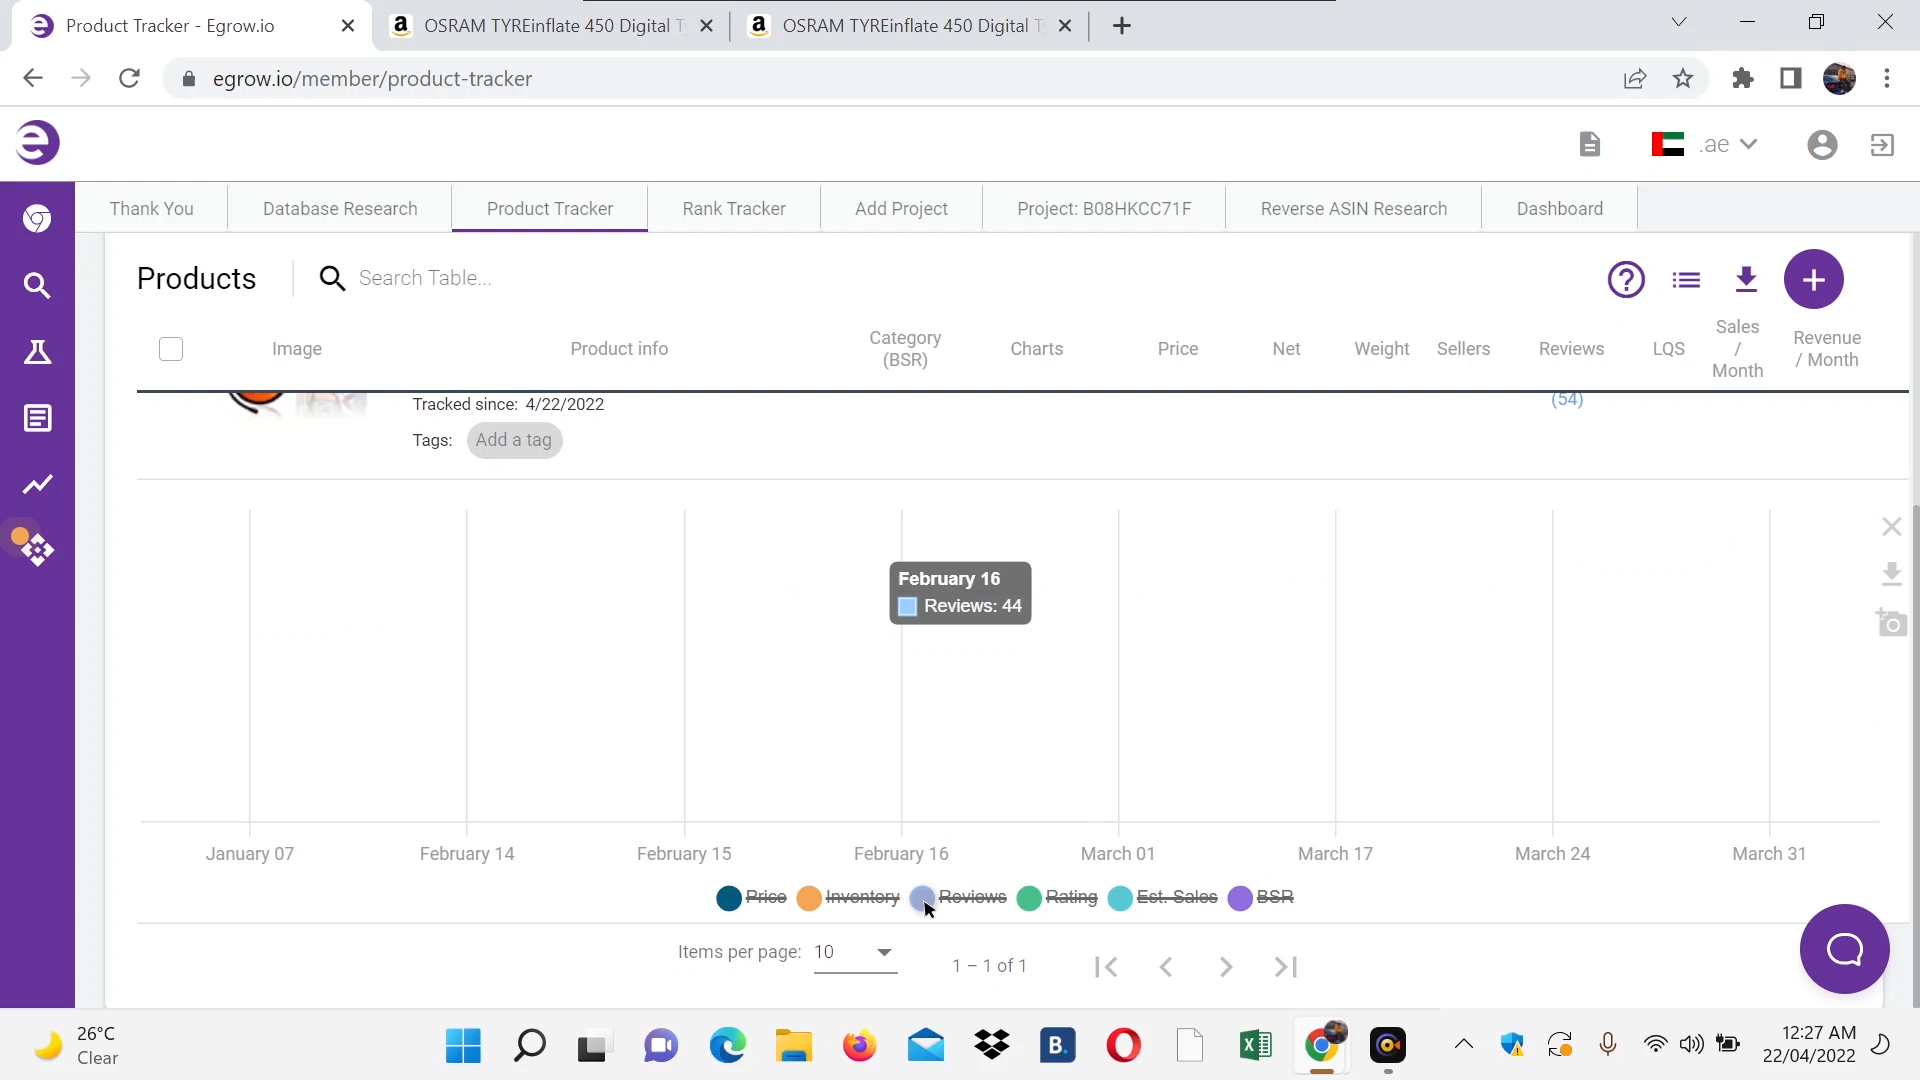 Product Tracker - Egrow.io
OSRAM TYREinflate 450 Digital T
OSRAM TYREinflate 450 Digital T
egrow.io/member/product-tracker
.ae
Thank You
Database Research
Product Tracker
Rank Tracker
Add Project
Project: B08HKCC71F
Reverse ASIN Research
Dashboard
Products
Search Table...
Image
Product info
Category
(BSR)
Charts
Price
Net
Weight
Sellers
Reviews
LQS
Sales
/
Month
Revenue
/ Month
Tracked since: 4/22/2022
(54)
Tags: Add a tag
February 16
Reviews: 44
January 07
February 14
February 15
February 16
March 01
March 17
March 24
March 31
Price
Inventory
Reviews
Rating
Est. Sales
BSR
Items per page: 10
1 – 1 of 1
26°C
Clear
B.
12:27 AM
22/04/2022